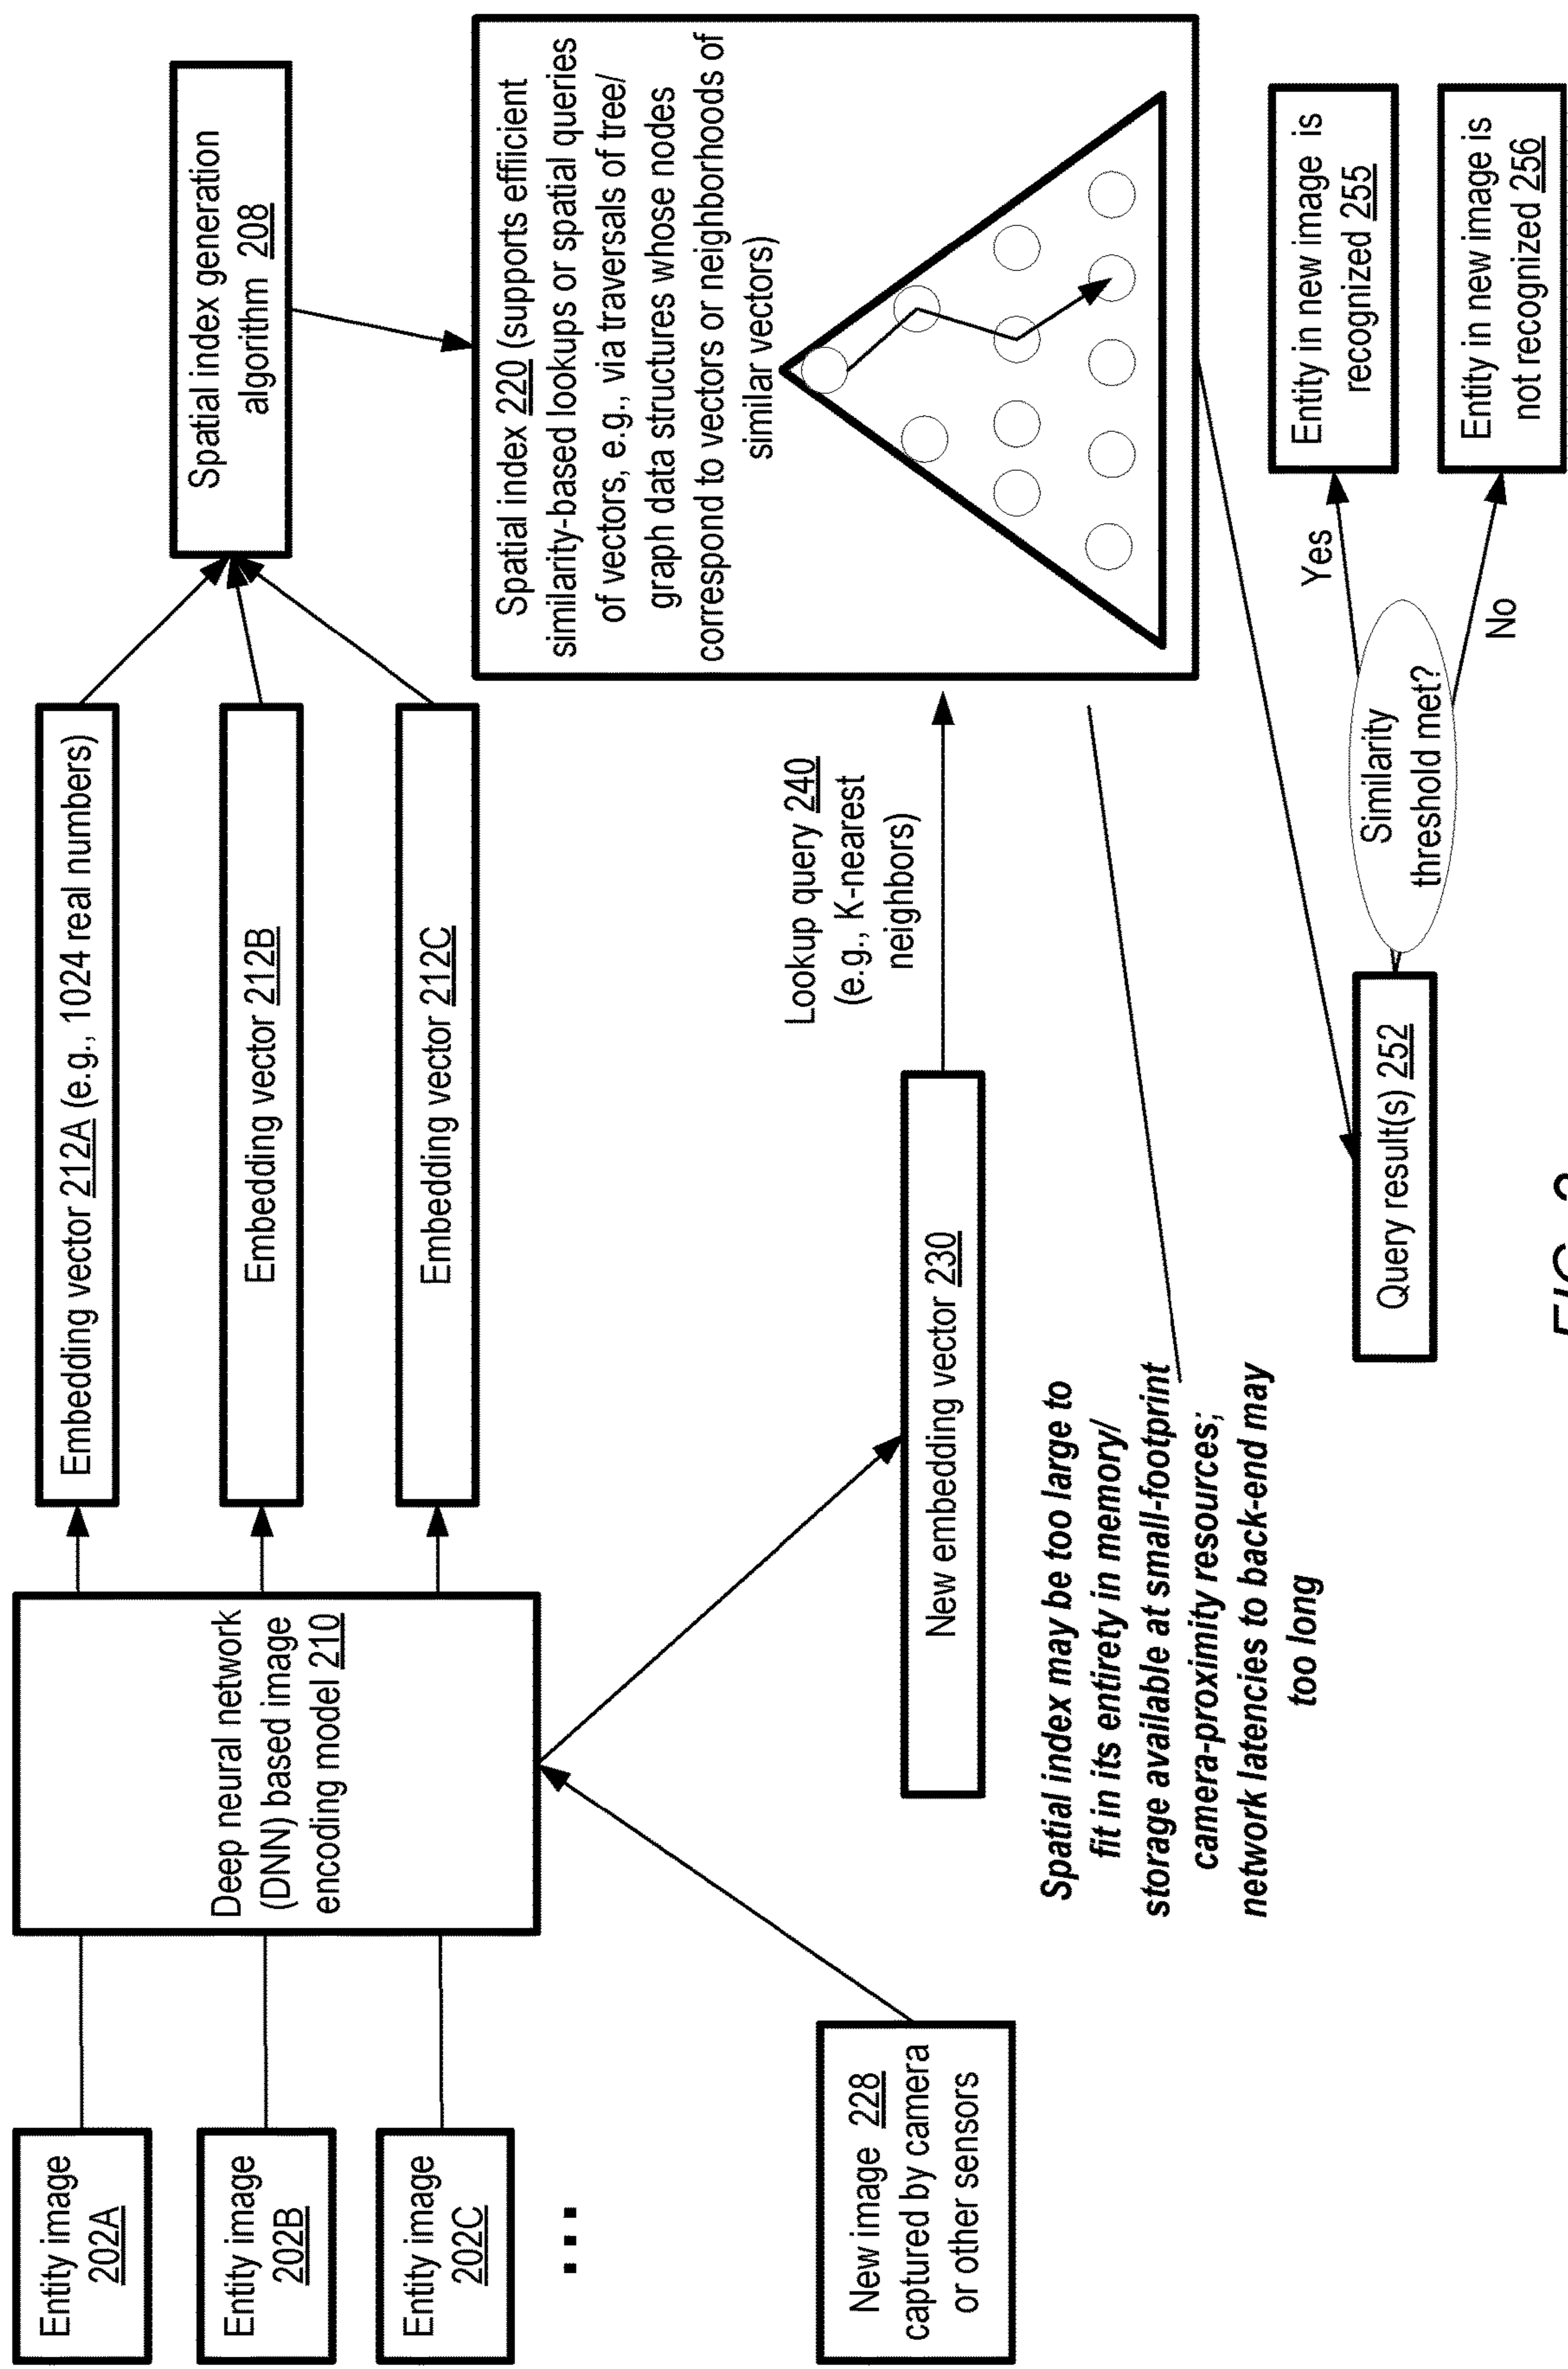 Entity image
202A
Entity image
202B
Entity image
202C
...
Deep neural network
(DNN) based image
encoding model 210
Embedding vector 212A (e.g., 1024 real numbers)
Embedding vector 212B
Embedding vector 212C
Spatial index generation
algorithm 208
Spatial index 220 (supports effiicient
similarity-based lookups or spatial queries
of vectors, e.g., via traversals of tree/
graph data structures whose nodes
correspond to vectors or neighborhoods of
similar vectors)
New image 228
captured by camera
or other sensors
New embedding vector 230
Lookup query 240
(e.g., K-nearest
neighbors)
Spatial index may be too large to
fit in its entirety in memory/
storage available at small-footprint
camera-proximity resources;
network latencies to back-end may
too long
Query result(s) 252
Similarity
threshold met?
Yes
No
Entity in new image is
recognized 255
Entity in new image is
not recognized 256
FIG. 2